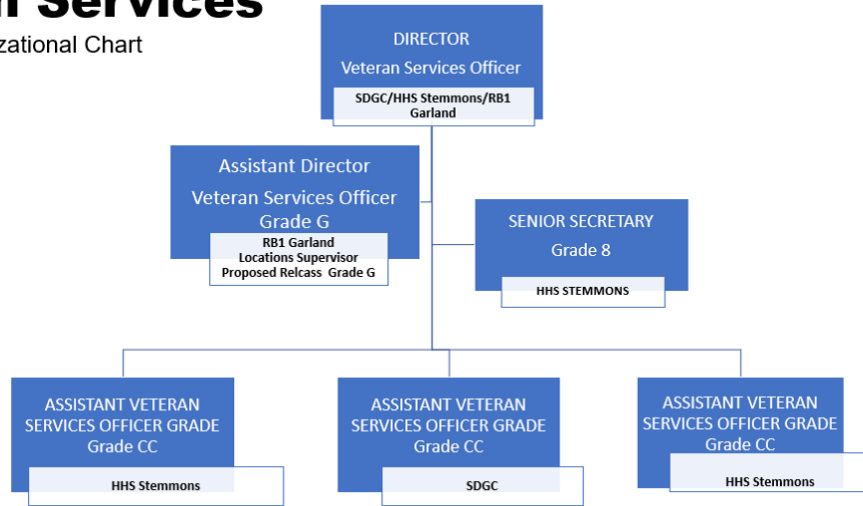 Services
Chart
DIRECTOR
Veteran Services Officer
SDGC/HHS Stemmons/RB1
Garland
Assistant Director
Veteran Services Officer
Grade G
RB1 Garland
Locations Supervisor
Proposed Relcass Grade G
SENIOR SECRETARY
Grade 8
HHS STEMMONS
ASSISTANT VETERAN
SERVICES OFFICER GRADE
Grade CC
HHS Stemmons
ASSISTANT VETERAN
SERVICES OFFICER GRADE
Grade CC
SDGC
ASSISTANT VETERAN
SERVICES OFFICER GRADE
Grade CC
HHS Stemmons